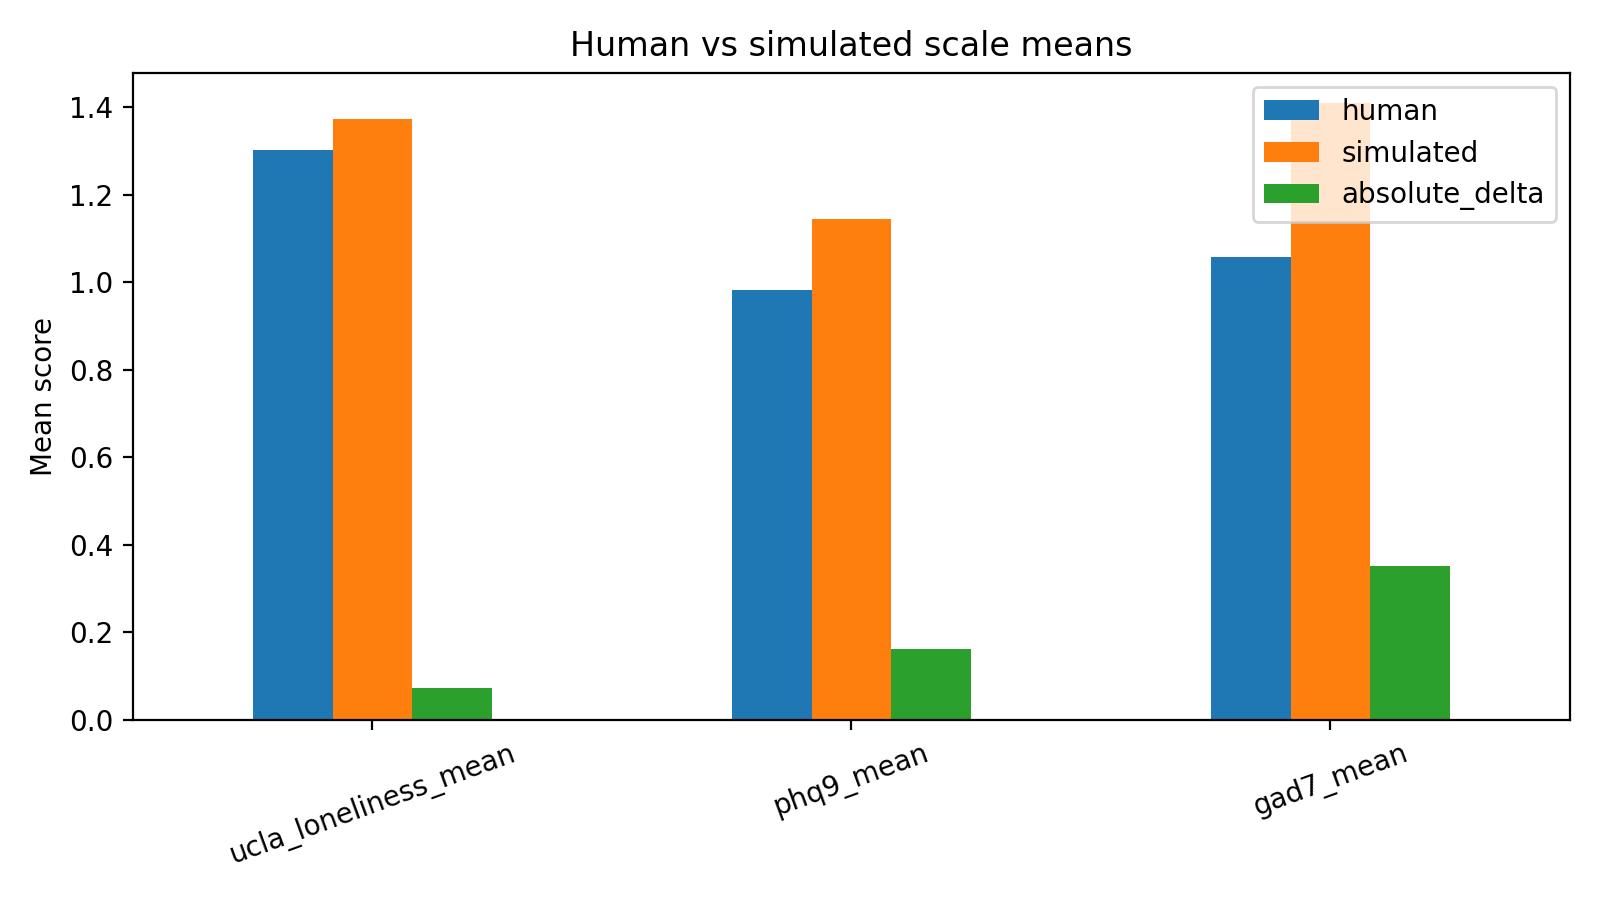 Human vs simulated scale means
Mean score
1.4
1.2
1.0
0.8
0.6
0.4
0.2
0.0
human
simulated
absolute_delta
ucla_loneliness_mean
phq9_mean
gad7_mean